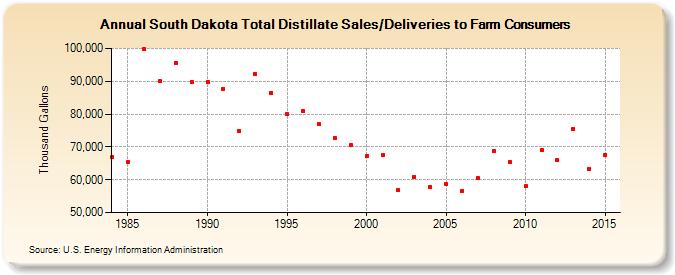 Annual South Dakota Total Distillate Sales/Deliveries to Farm Consumers
Thousand Gallons
100,000
90,000
80,000
70,000
60,000
50,000
1985 1990 1995 2000 2005 2010 2015
Source: U.S. Energy Information Administration